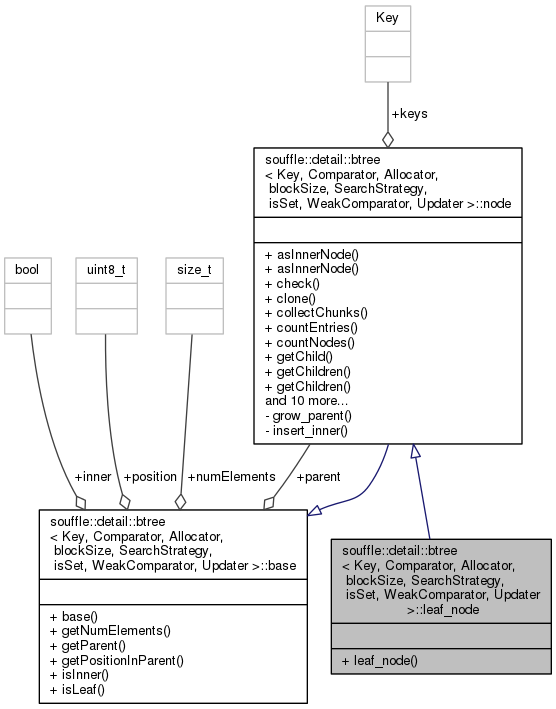 Key
+keys
souffle::detail::btree
< Key, Comparator, Allocator,
blockSize, SearchStrategy,
isSet, WeakComparator, Updater >::node
+ asInnerNode()
+ asInnerNode()
+ check()
+ clone()
+ collectChunks()
+ countEntries()
+ countNodes()
+ getChild()
+ getChildren()
+ getChildren()
and 10 more...
- grow_parent()
- insert_inner()
bool
uint8_t
size_t
+inner
+position
+numElements
+parent
souffle::detail::btree
< Key, Comparator, Allocator,
blockSize, SearchStrategy,
isSet, WeakComparator, Updater >::base
+ base()
+ getNumElements()
+ getParent()
+ getPositionInParent()
+ isInner()
+ isLeaf()
souffle::detail::btree
< Key, Comparator, Allocator,
blockSize, SearchStrategy,
isSet, WeakComparator, Updater
>::leaf_node
+ leaf_node()